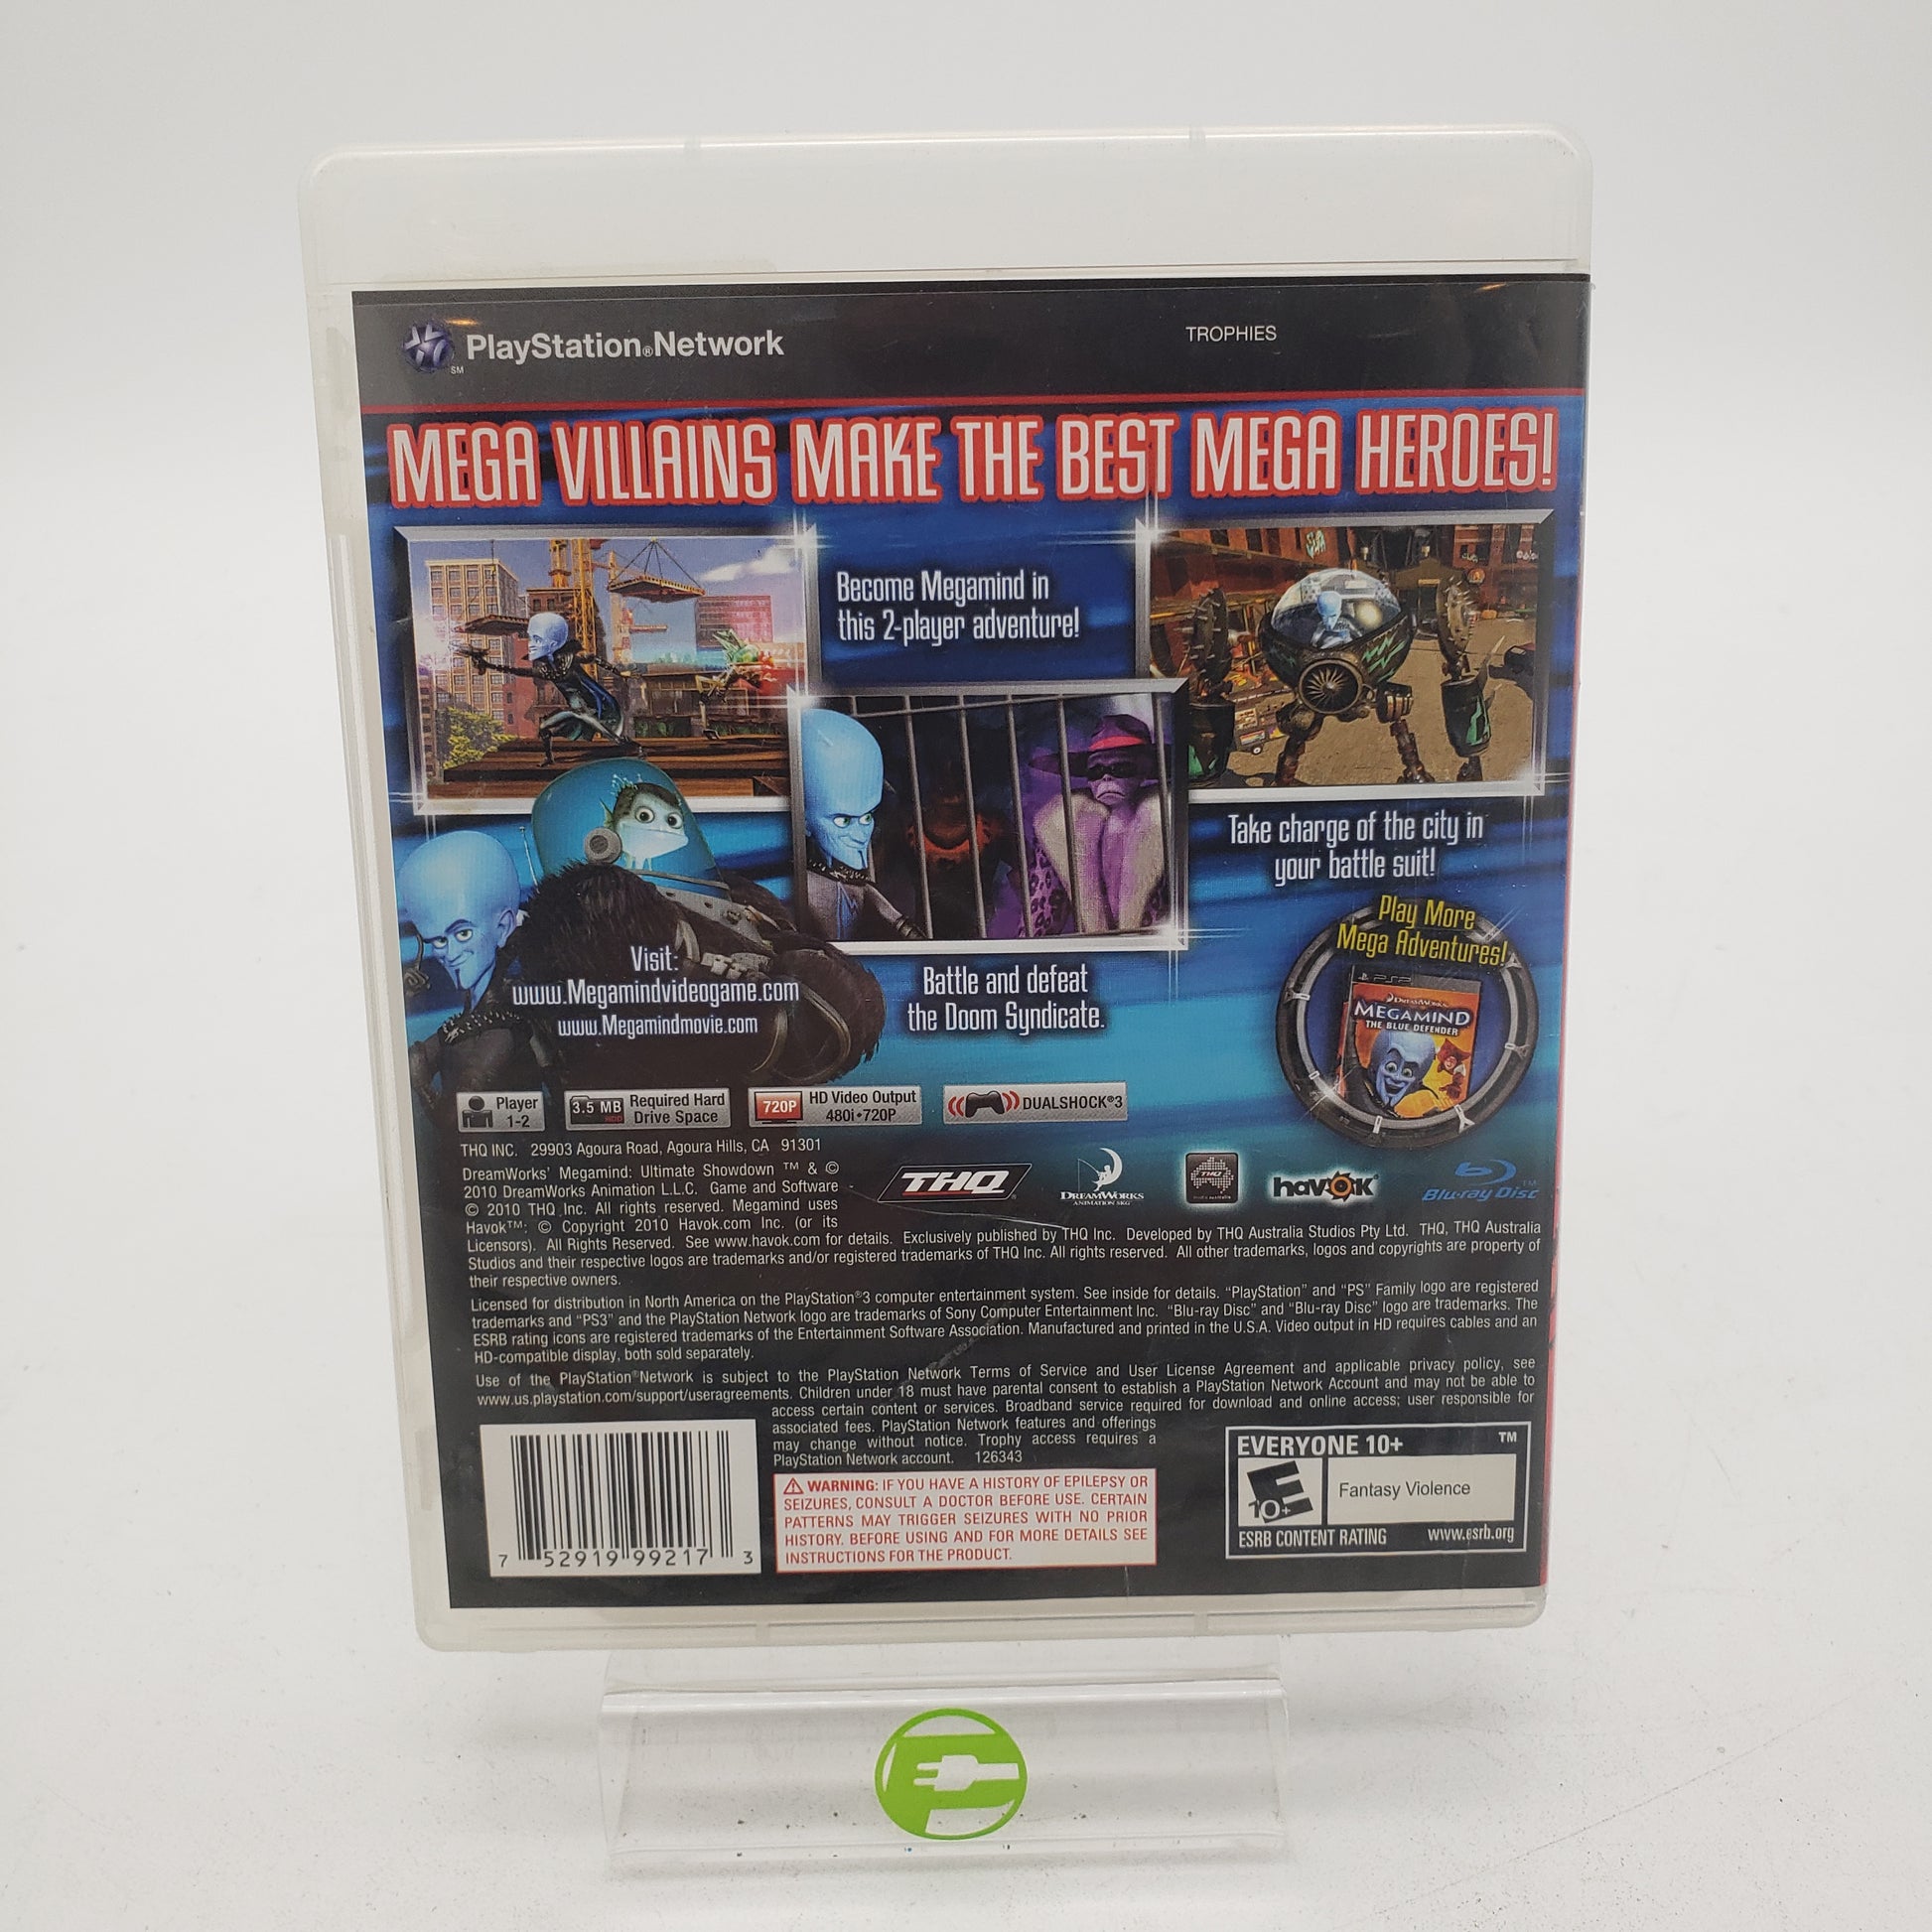 PlayStation®Network
SM
TROPHIES
MEGA VILLAINS MAKE THE BEST MEGA HEROES!
Become Megamind in
this 2-player adventure!
Take charge of the city in
your battle suit!
Play More
Mega Adventures!
PSP
DREAMWORKS
MEGAMIND
THE BLUE DEFENDER
Visit:
www.Megamindvideogame.com
www.Megamindmovie.com
Battle and defeat
the Doom Syndicate.
Player
1-2
3.5 MB
Required Hard
Drive Space
720P
HD Video Output
480i•720P
DUALSHOCK®3
THQ INC. 29903 Agoura Road, Agoura Hills, CA 91301
DreamWorks' Megamind: Ultimate Showdown ™ & ©
2010 DreamWorks Animation L.L.C. Game and Software
© 2010 THQ Inc. All rights reserved. Megamind uses
Havok™: © Copyright 2010 Havok.com Inc. (or its
Licensors). All Rights Reserved. See www.havok.com for details. Exclusively published by THQ Inc. Developed by THQ Australia Studios Pty Ltd. THQ, THQ Australia
Studios and their respective logos are trademarks and/or registered trademarks of THQ Inc. All rights reserved. All other trademarks, logos and copyrights are property of
their respective owners.
THQ
DREAMWORKS
ANIMATION SKG
THQ
havok
Blu-ray Disc™
Licensed for distribution in North America on the PlayStation®3 computer entertainment system. See inside for details. “PlayStation” and “PS” Family logo are registered
trademarks and “PS3” and the PlayStation Network logo are trademarks of Sony Computer Entertainment Inc. “Blu-ray Disc” and “Blu-ray Disc” logo are trademarks. The
ESRB rating icons are registered trademarks of the Entertainment Software Association. Manufactured and printed in the U.S.A. Video output in HD requires cables and an
HD-compatible display, both sold separately.
Use of the PlayStation®Network is subject to the PlayStation Network Terms of Service and User License Agreement and applicable privacy policy, see
www.us.playstation.com/support/useragreements. Children under 18 must have parental consent to establish a PlayStation Network Account and may not be able to
access certain content or services. Broadband service required for download and online access; user responsible for
associated fees. PlayStation Network features and offerings
may change without notice. Trophy access requires a
PlayStation Network account. 126343
7 52919 99217 3
WARNING: IF YOU HAVE A HISTORY OF EPILEPSY OR
SEIZURES, CONSULT A DOCTOR BEFORE USE. CERTAIN
PATTERNS MAY TRIGGER SEIZURES WITH NO PRIOR
HISTORY. BEFORE USING AND FOR MORE DETAILS SEE
INSTRUCTIONS FOR THE PRODUCT.
EVERYONE 10+ ™
E
10+
Fantasy Violence
ESRB CONTENT RATING www.esrb.org